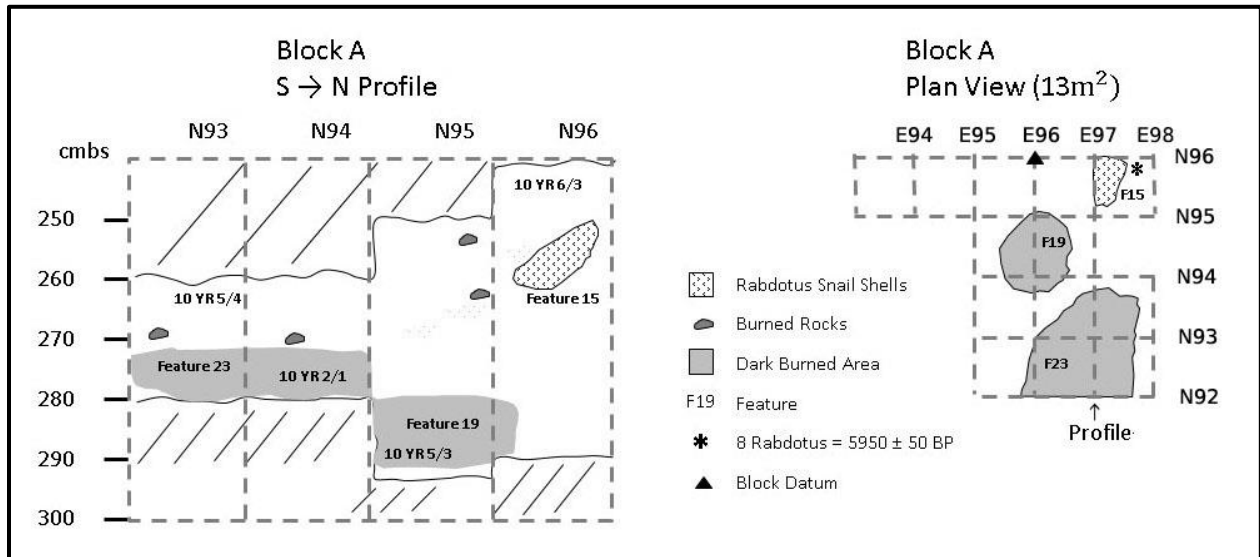 Block A
S → N Profile
N93 N94 N95 N96
cmbs
10 YR 6/3
250
260
10 YR 5/4
Feature 15
270
Feature 23
10 YR 2/1
280
Feature 19
290
10 YR 5/3
300
Block A
Plan View (13m²)
E94 E95 E96 E97 E98
N96
F15
N95
F19
N94
N93
F23
N92
↑
Profile
Rabdotus Snail Shells
Burned Rocks
Dark Burned Area
F19 Feature
* 8 Rabdotus = 5950 ± 50 BP
▲ Block Datum